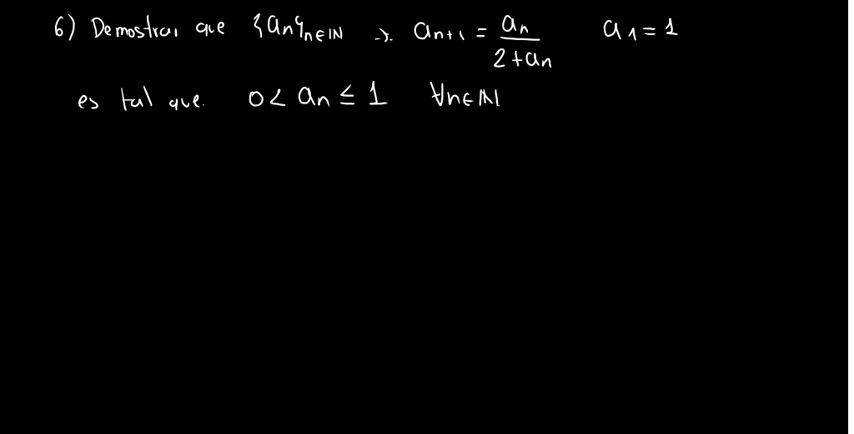 6) Demostrar que {an}n∈ℕ → an+1 = an/(2+an) a1 = 1
es tal que 0 < an ≤ 1 ∀n∈ℕ